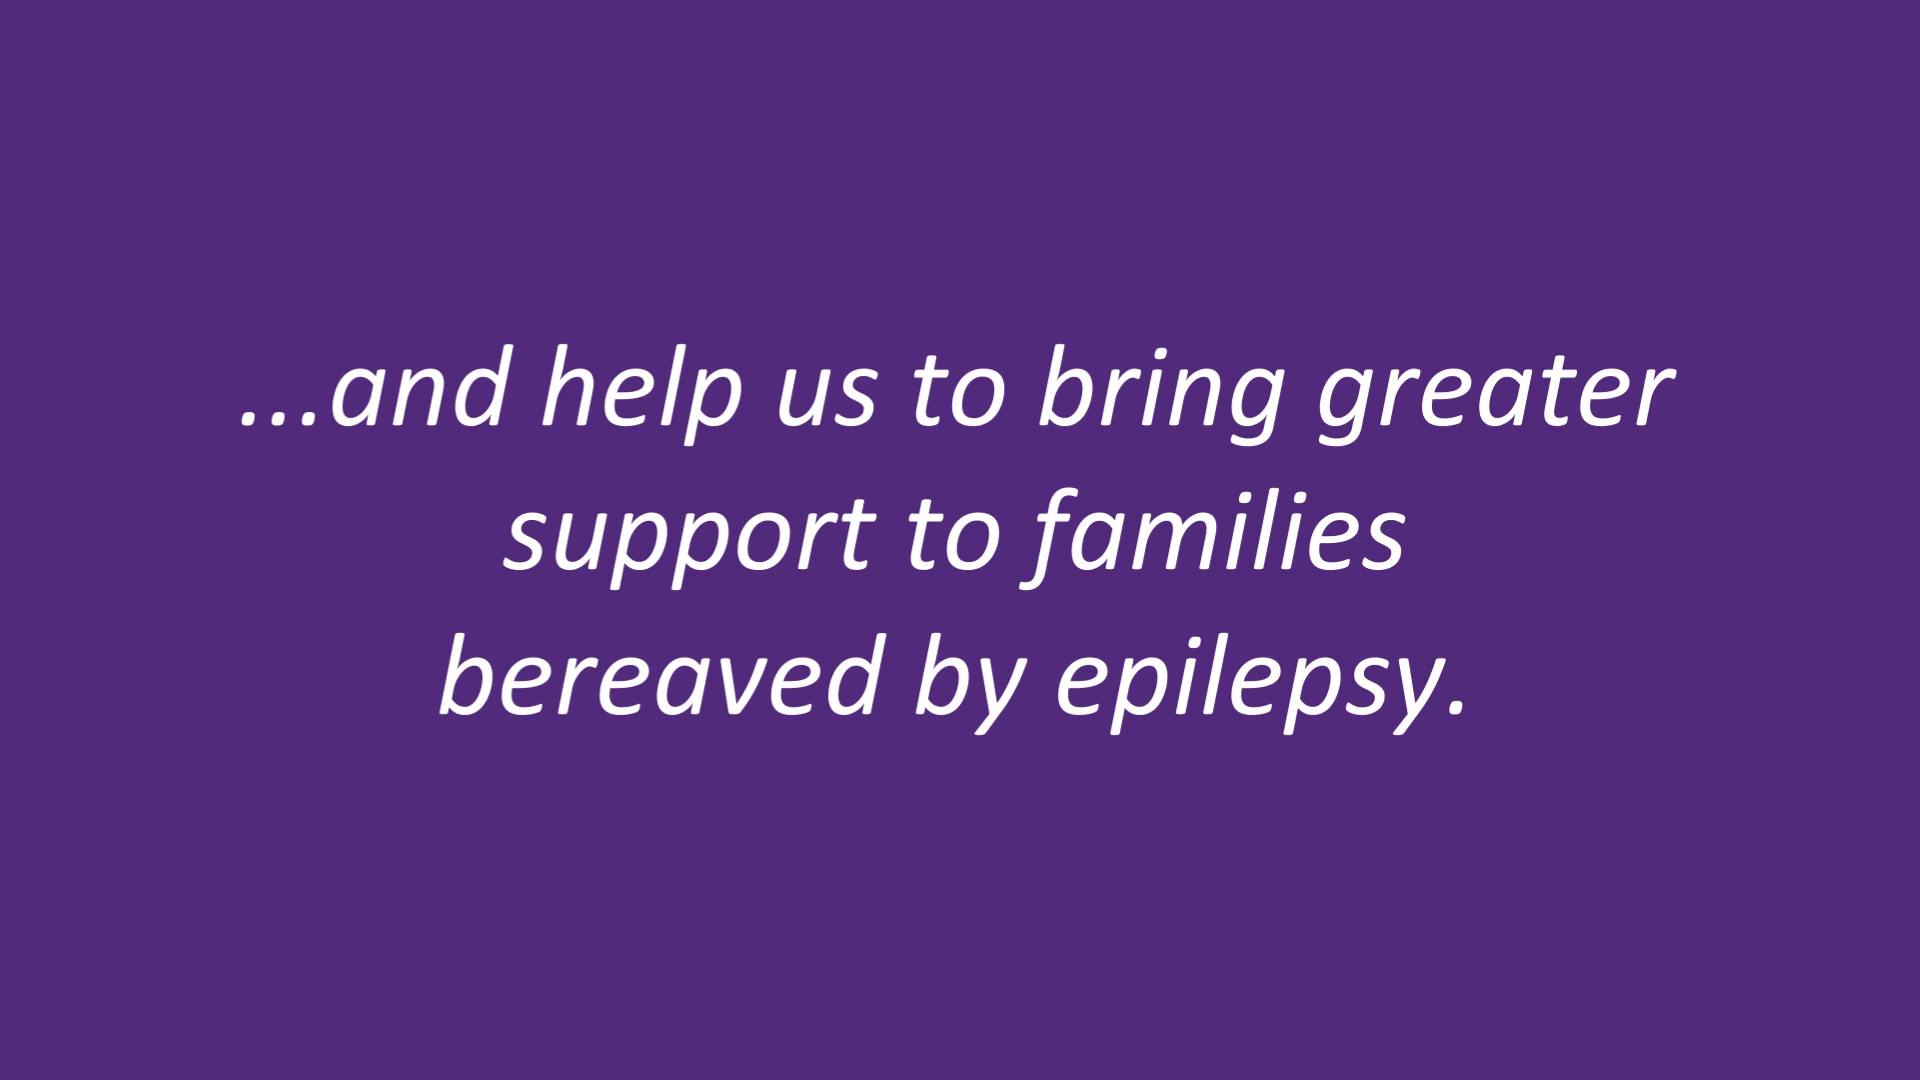 ...and help us to bring greater
support to families
bereaved by epilepsy.